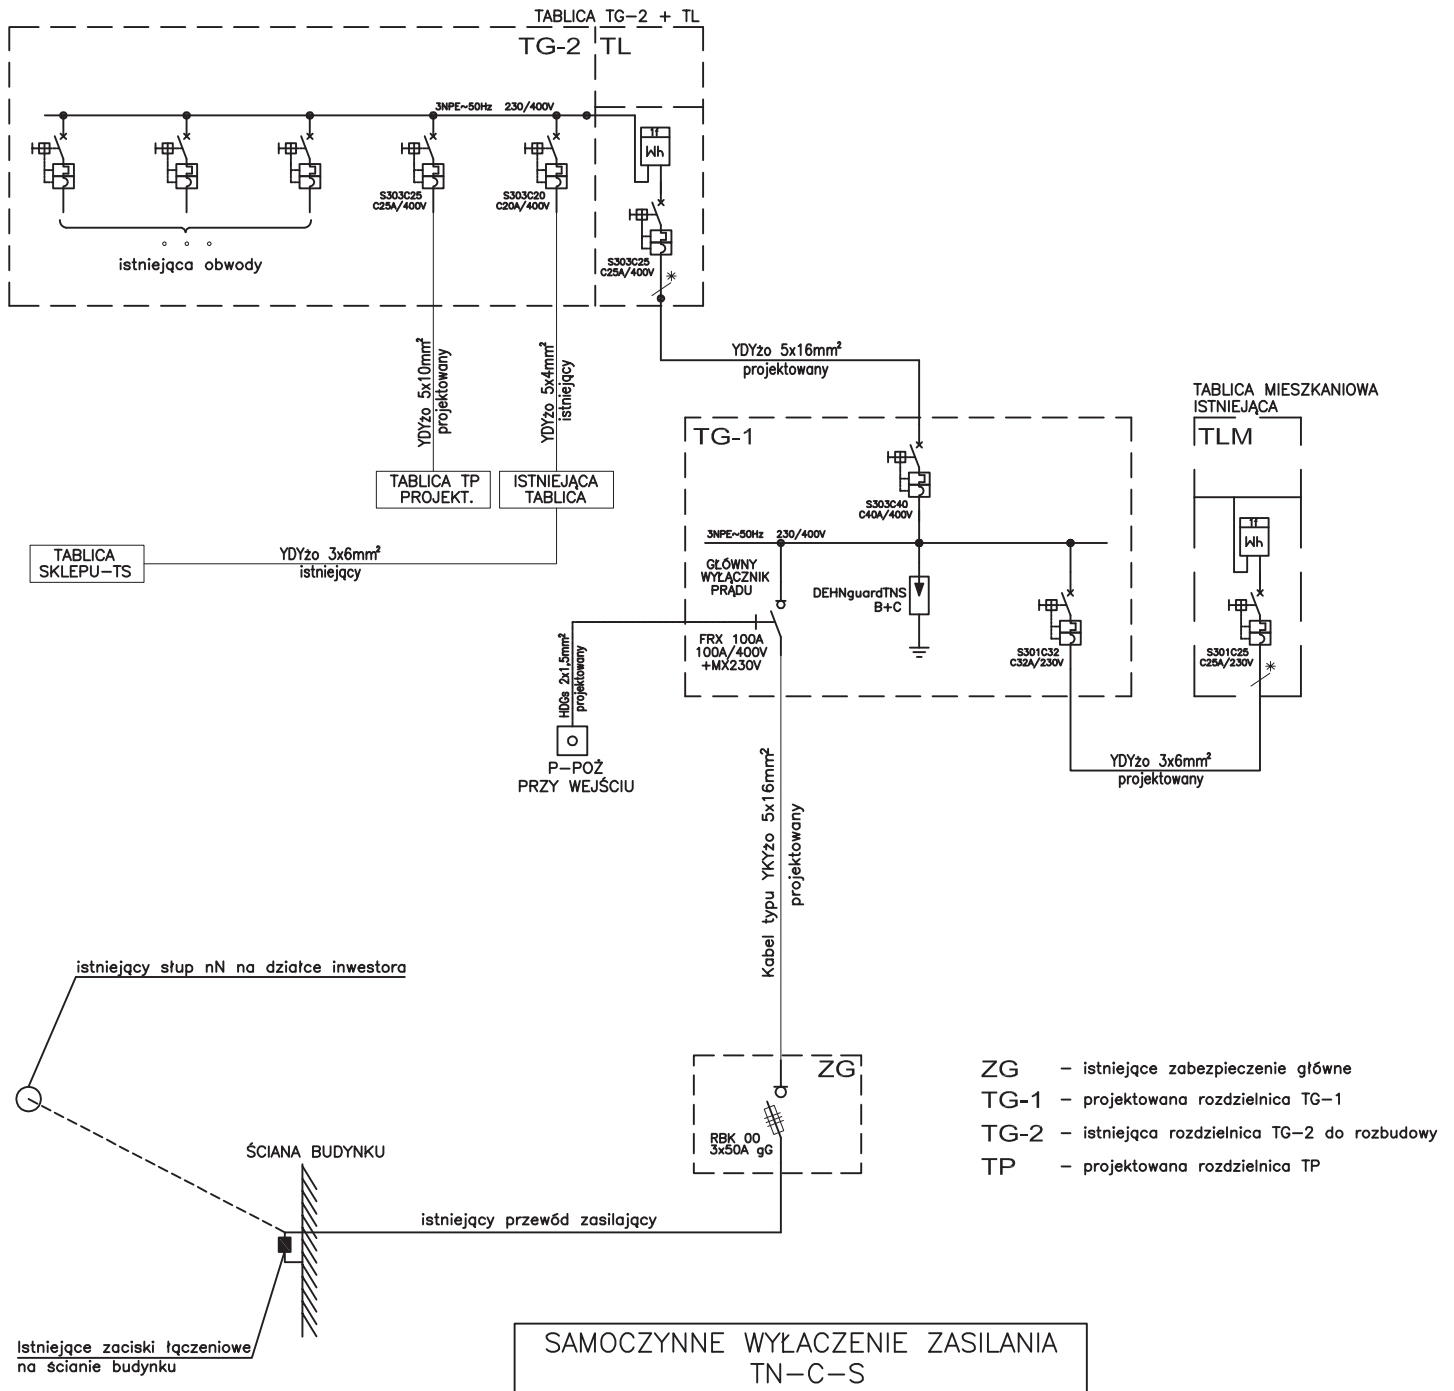 TABLICA TG-2 + TL
TG-2
TL
3NPE~50Hz 230/400V
1f
Wh
S303C25
C25A/400V
S303C20
C20A/400V
S303C25
C25A/400V
*
istniejąca obwody
YDYżo 5x10mm²
projektowany
YDYżo 5x4mm²
istniejący
YDYżo 5x16mm²
projektowany
TABLICA MIESZKANIOWA
ISTNIEJĄCA
TG-1
TLM
TABLICA TP
PROJEKT.
ISTNIEJĄCA
TABLICA
S303C40
C40A/400V
3NPE~50Hz 230/400V
1f
Wh
TABLICA
SKLEPU-TS
YDYżo 3x6mm²
istniejący
GŁÓWNY
WYŁĄCZNIK
PRĄDU
DEHNguardTNS
B+C
FRX 100A
100A/400V
+MX230V
S301C32
C32A/230V
S301C25
C25A/230V
*
HDGs 2x1,5mm²
projektowany
P-POŻ
PRZY WEJŚCIU
YDYżo 3x6mm²
projektowany
Kabel typu YKYżo 5x16mm²
projektowany
istniejący słup nN na działce inwestora
ZG
RBK 00
3x50A gG
ZG - istniejące zabezpieczenie główne
TG-1 - projektowana rozdzielnica TG-1
TG-2 - istniejąca rozdzielnica TG-2 do rozbudowy
TP - projektowana rozdzielnica TP
ŚCIANA BUDYNKU
istniejący przewód zasilający
Istniejące zaciski łączeniowe
na ścianie budynku
SAMOCZYNNE WYŁACZENIE ZASILANIA
TN-C-S